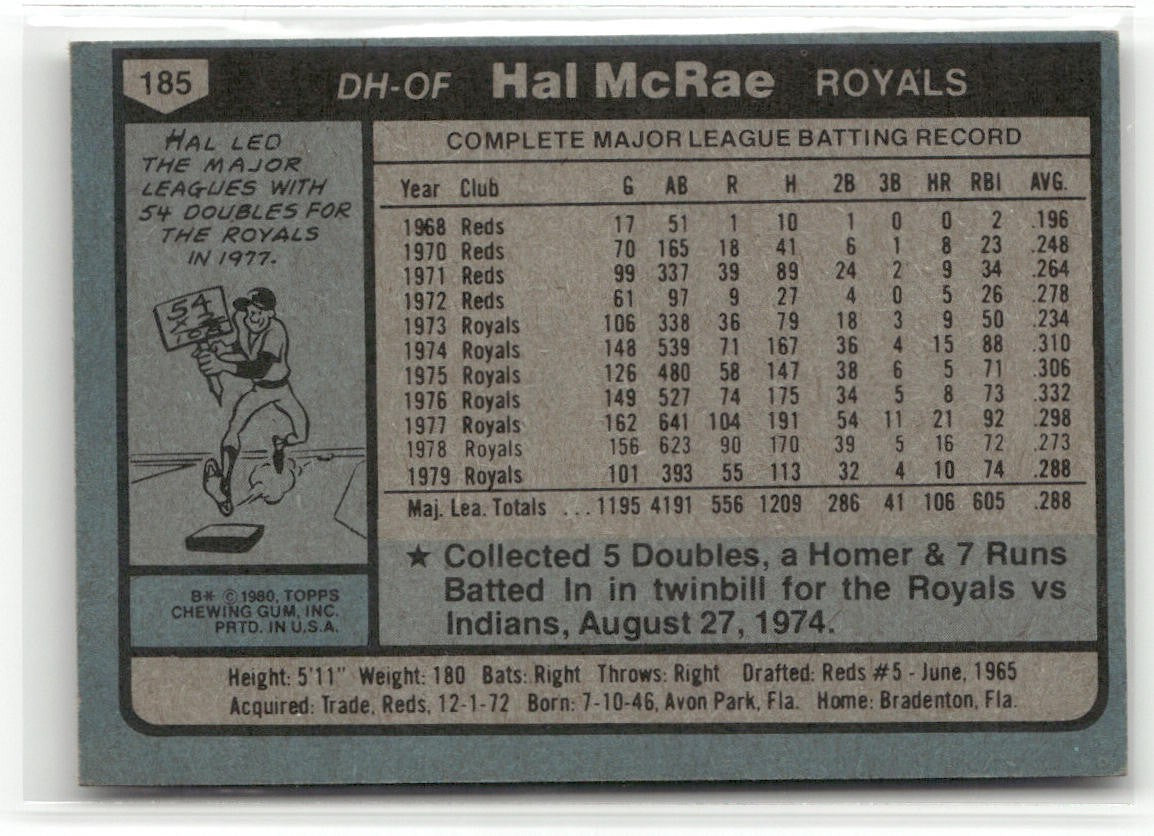 185 DH-OF Hal McRae ROYALS
HAL LED
THE MAJOR
LEAGUES WITH
54 DOUBLES FOR
THE ROYALS
IN 1977.
54
COMPLETE MAJOR LEAGUE BATTING RECORD
Year Club G AB R H 2B 3B HR RBI AVG.
1968 Reds 17 51 1 10 1 0 0 2 .196
1970 Reds 70 165 18 41 6 1 8 23 .248
1971 Reds 99 337 39 89 24 2 9 34 .264
1972 Reds 61 97 9 27 4 0 5 26 .278
1973 Royals 106 338 36 79 18 3 9 50 .234
1974 Royals 148 539 71 167 36 4 15 88 .310
1975 Royals 126 480 58 147 38 6 5 71 .306
1976 Royals 149 527 74 175 34 5 8 73 .332
1977 Royals 162 641 104 191 54 11 21 92 .298
1978 Royals 156 623 90 170 39 5 16 72 .273
1979 Royals 101 393 55 113 32 4 10 74 .288
Maj. Lea. Totals ... 1195 4191 556 1209 286 41 106 605 .288
★ Collected 5 Doubles, a Homer & 7 Runs
Batted In in twinbill for the Royals vs
Indians, August 27, 1974.
B* © 1980, TOPPS
CHEWING GUM, INC.
PRTD. IN U.S.A.
Height: 5'11" Weight: 180 Bats: Right Throws: Right Drafted: Reds #5 - June, 1965
Acquired: Trade, Reds, 12-1-72 Born: 7-10-46, Avon Park, Fla. Home: Bradenton, Fla.